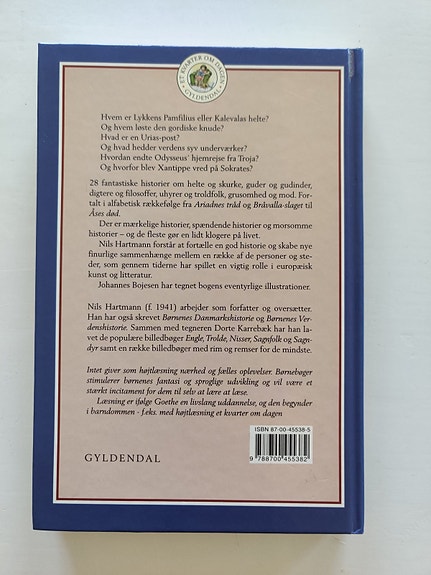 ET KVARTER OM DAGEN
GYLDENDAL
Hvem er Lykkens Pamfilius eller Kalevalas helte?
Og hvem løste den gordiske knude?
Hvad er en Urias-post?
Og hvad hedder verdens syv underværker?
Hvordan endte Odysseus' hjemrejse fra Troja?
Og hvorfor blev Xantippe vred på Sokrates?
28 fantastiske historier om helte og skurke, guder og gudinder,
digtere og filosoffer, uhyrer og troldfolk, grusomhed og mod. For-
talt i alfabetisk rækkefølge fra Ariadnes tråd og Bråvalla-slaget til
Åses død.
Der er mærkelige historier, spændende historier og morsomme
historier – og de fleste gør en lidt klogere på livet.
Nils Hartmann forstår at fortælle en god historie og skabe nye
finurlige sammenhænge mellem en række af de personer og ste-
der, som gennem tiderne har spillet en vigtig rolle i europæisk
kunst og litteratur.
Johannes Bojesen har tegnet bogens eventyrlige illustrationer.
Nils Hartmann (f. 1941) arbejder som forfatter og oversætter.
Han har også skrevet Børnenes Danmarkshistorie og Børnenes Ver-
denshistorie. Sammen med tegneren Dorte Karrebæk har han la-
vet de populære billedbøger Engle, Trolde, Nisser, Sagnfolk og Sagn-
dyr samt en række billedbøger med rim og remser for de mindste.
Intet giver som højtlæsning nærhed og fælles oplevelser. Børnebøger
stimulerer børnenes fantasi og sproglige udvikling og vil være et
stærkt incitament for dem til selv at lære at læse.
Læsning er ifølge Goethe en livslang uddannelse, og den begynder
i barndommen - f.eks. med højtlæsning et kvarter om dagen
ISBN 87-00-45538-5
9 788700 455382
GYLDENDAL